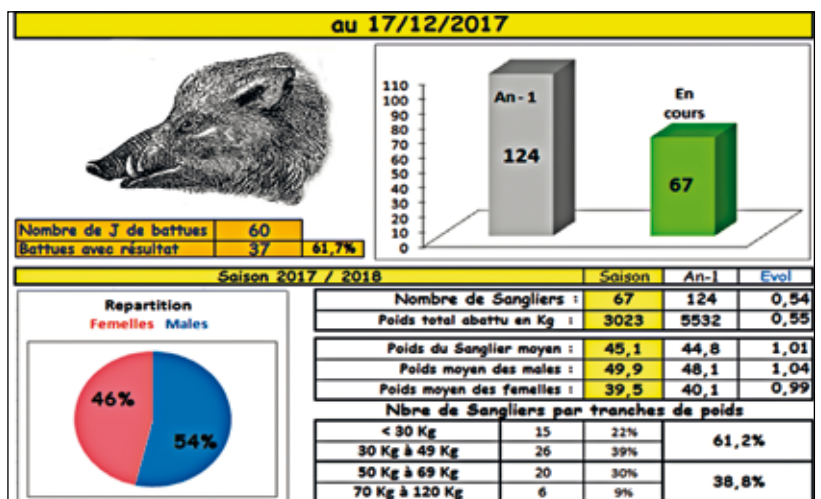 au 17/12/2017
110
100
90
80
70
60
50
40
30
20
10
0
An-1
124
En
cours
67
Nombre de J de battues 60
Battues avec résultat 37 61,7%
Saison 2017 / 2018 Saison An-1 Evol
Repartition
Femelles Males
46%
54%
Nombre de Sangliers : 67 124 0,54
Poids total abattu en Kg : 3023 5532 0,55
Poids du Sanglier moyen : 45,1 44,8 1,01
Poids moyen des males : 49,9 48,1 1,04
Poids moyen des femelles : 39,5 40,1 0,99
Nbre de Sangliers par tranches de poids
< 30 Kg 15 22% 61,2%
30 Kg à 49 Kg 26 39%
50 Kg à 69 Kg 20 30% 38,8%
70 Kg à 120 Kg 6 9%